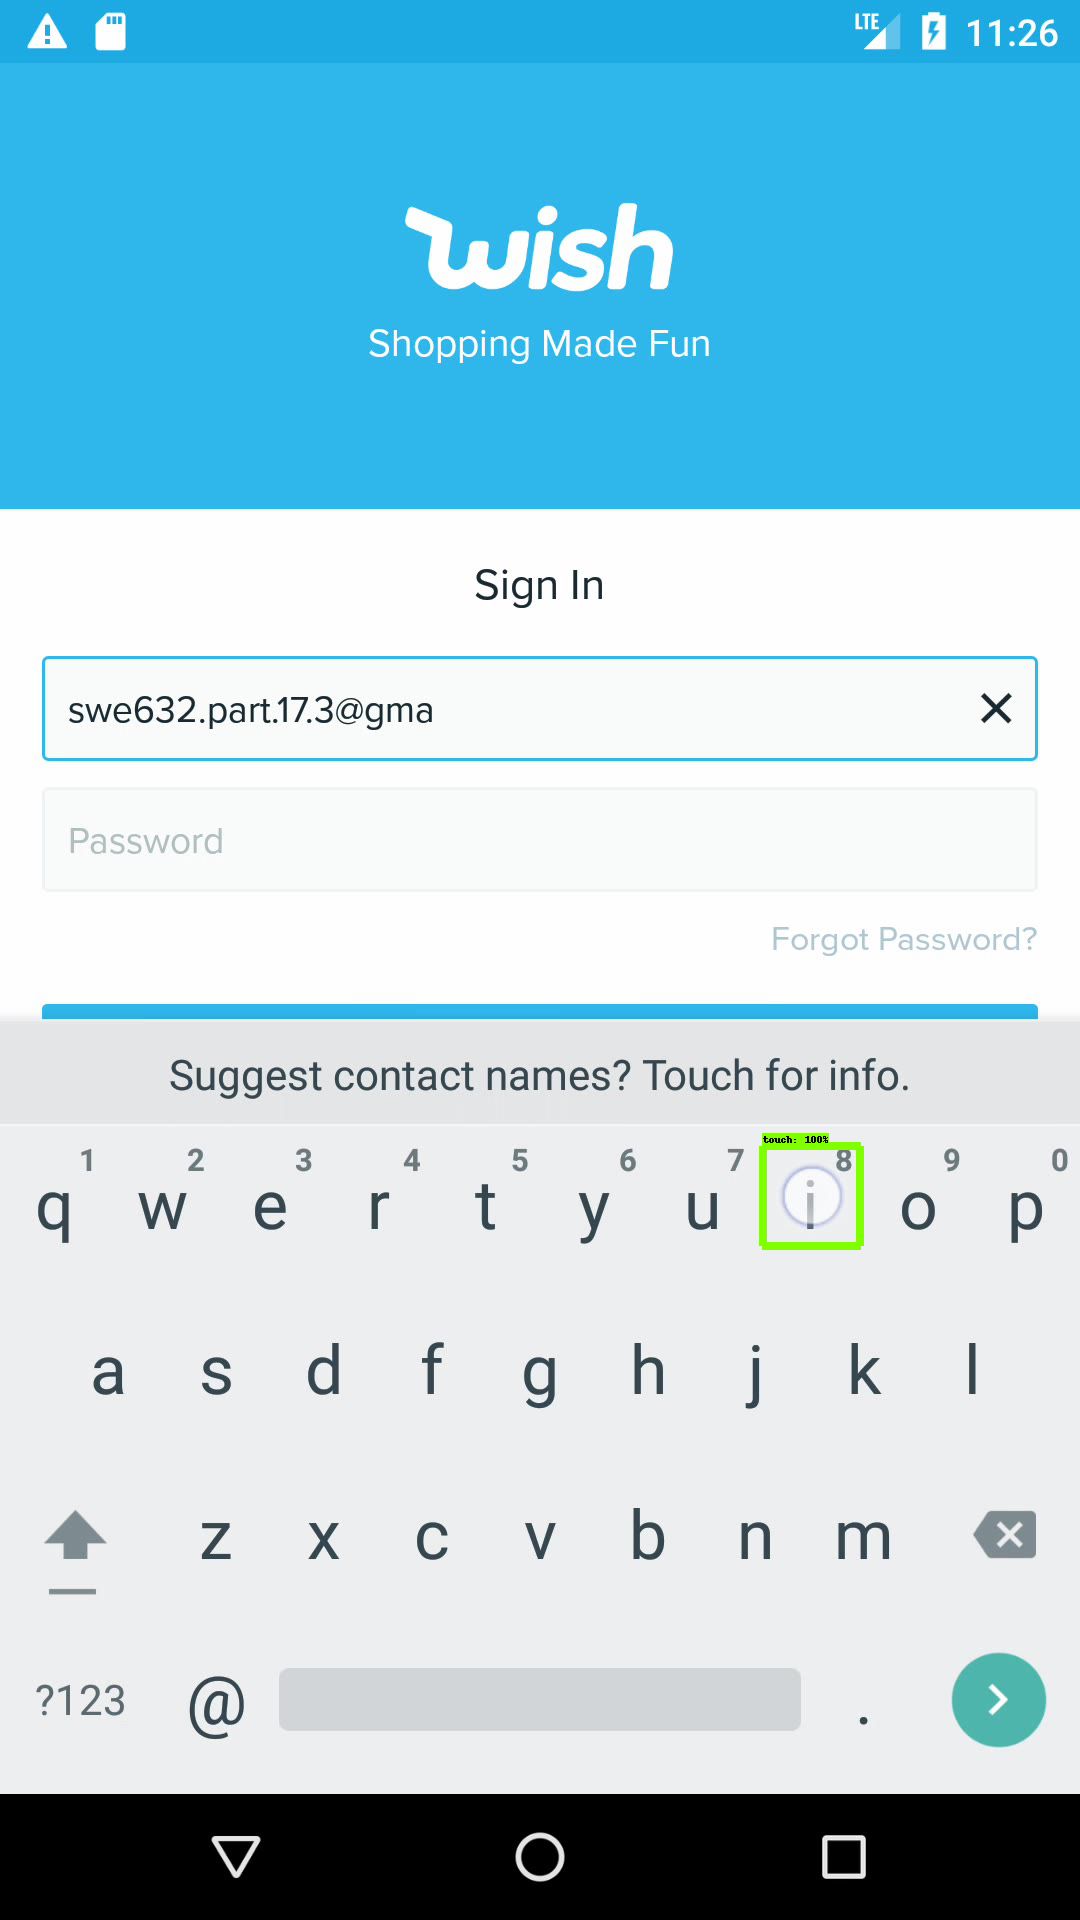 LTE 11:26
wish
Shopping Made Fun
Sign In
swe632.part.17.3@gma
Password
Forgot Password?
Suggest contact names? Touch for info.
touch: 100%
1 2 3 4 5 6 7 8 9 0
q w e r t y u i o p
a s d f g h j k l
z x c v b n m
?123 @ .